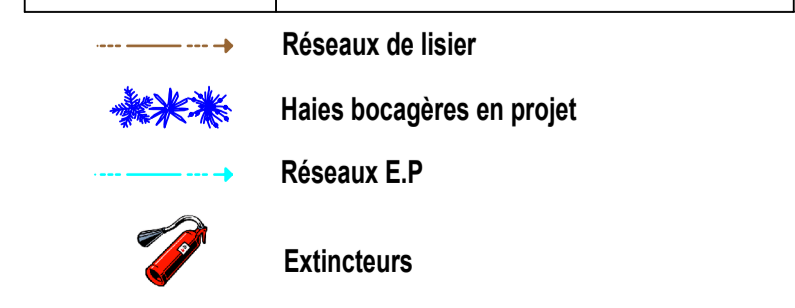 Réseaux de lisier
Haies bocagères en projet
Réseaux E.P
Extincteurs